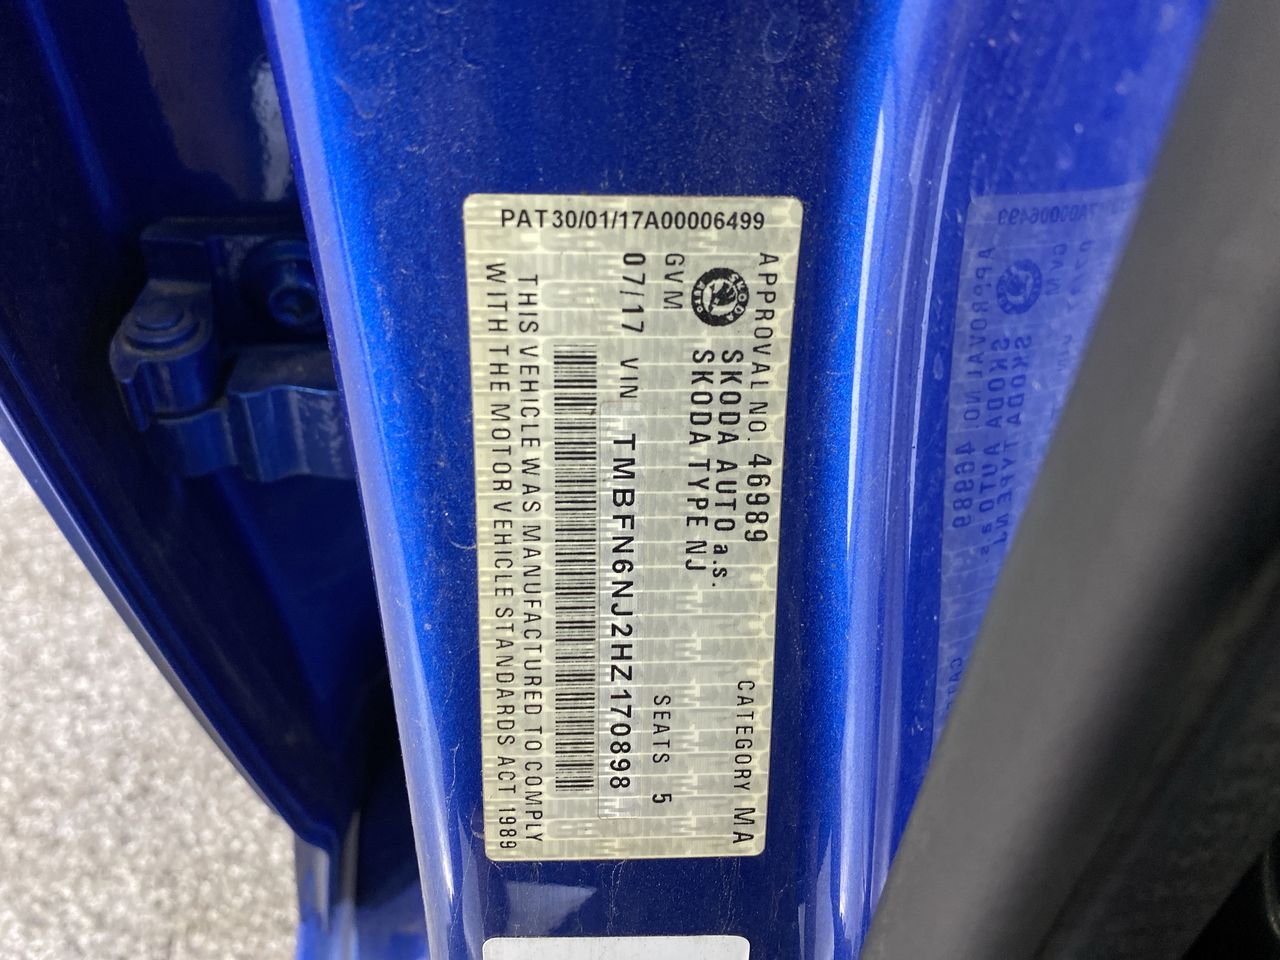 PAT30/01/17A00006499
APPROVAL NO. 46989 CATEGORY MA
SKODA AUTO a.s.
SKODA TYPE NJ
GVM SEATS 5
07/17 VIN TMBFN6NJ2HZ170898
THIS VEHICLE WAS MANUFACTURED TO COMPLY
WITH THE MOTOR VEHICLE STANDARDS ACT 1989